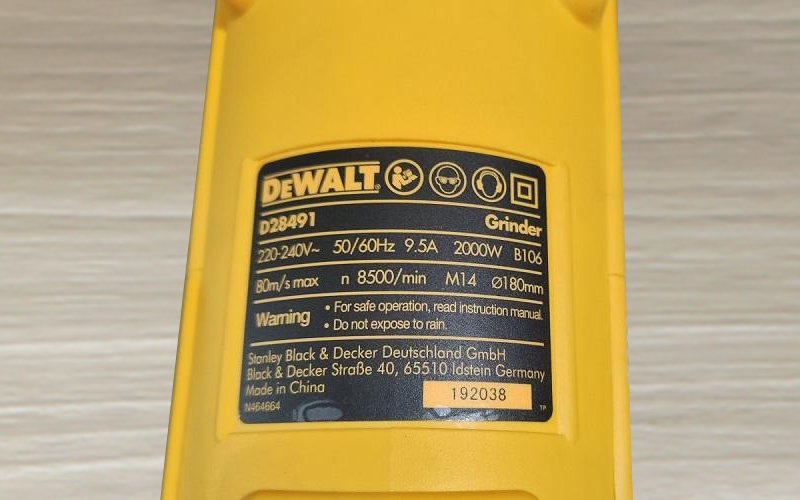 DEWALT®
D28491 Grinder
220-240V~ 50/60Hz 9.5A 2000W B106
80m/s max n 8500/min M14 Ø180mm
Warning • For safe operation, read instruction manual.
• Do not expose to rain.
Stanley Black & Decker Deutschland GmbH
Black & Decker Straße 40, 65510 Idstein Germany
Made in China
192038
N464664 TP